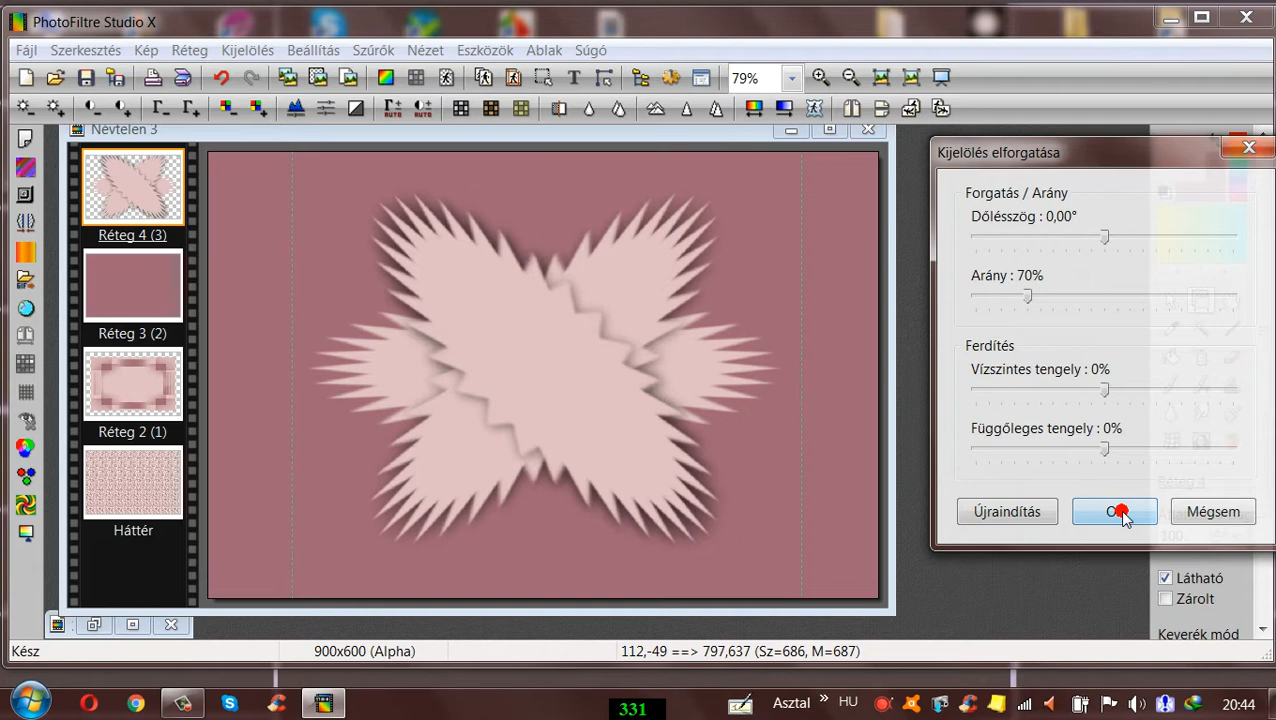 PhotoFiltre Studio X
Fájl Szerkesztés Kép Réteg Kijelölés Beállítás Szűrők Nézet Eszközök Ablak Súgó
79%
AUTO AUTO
Névtelen 3
Réteg 4 (3)
Réteg 3 (2)
Réteg 2 (1)
Háttér
Kijelölés elforgatása
Forgatás / Arány
Dőlésszög : 0,00°
Arány : 70%
Ferdítés
Vízszintes tengely : 0%
Függőleges tengely : 0%
Újraindítás Mégsem
100
Látható
Zárolt
Keverék mód
Kész 900x600 (Alpha) 112,-49 ==> 797,637 (Sz=686, M=687)
331 Asztal » HU 20:44